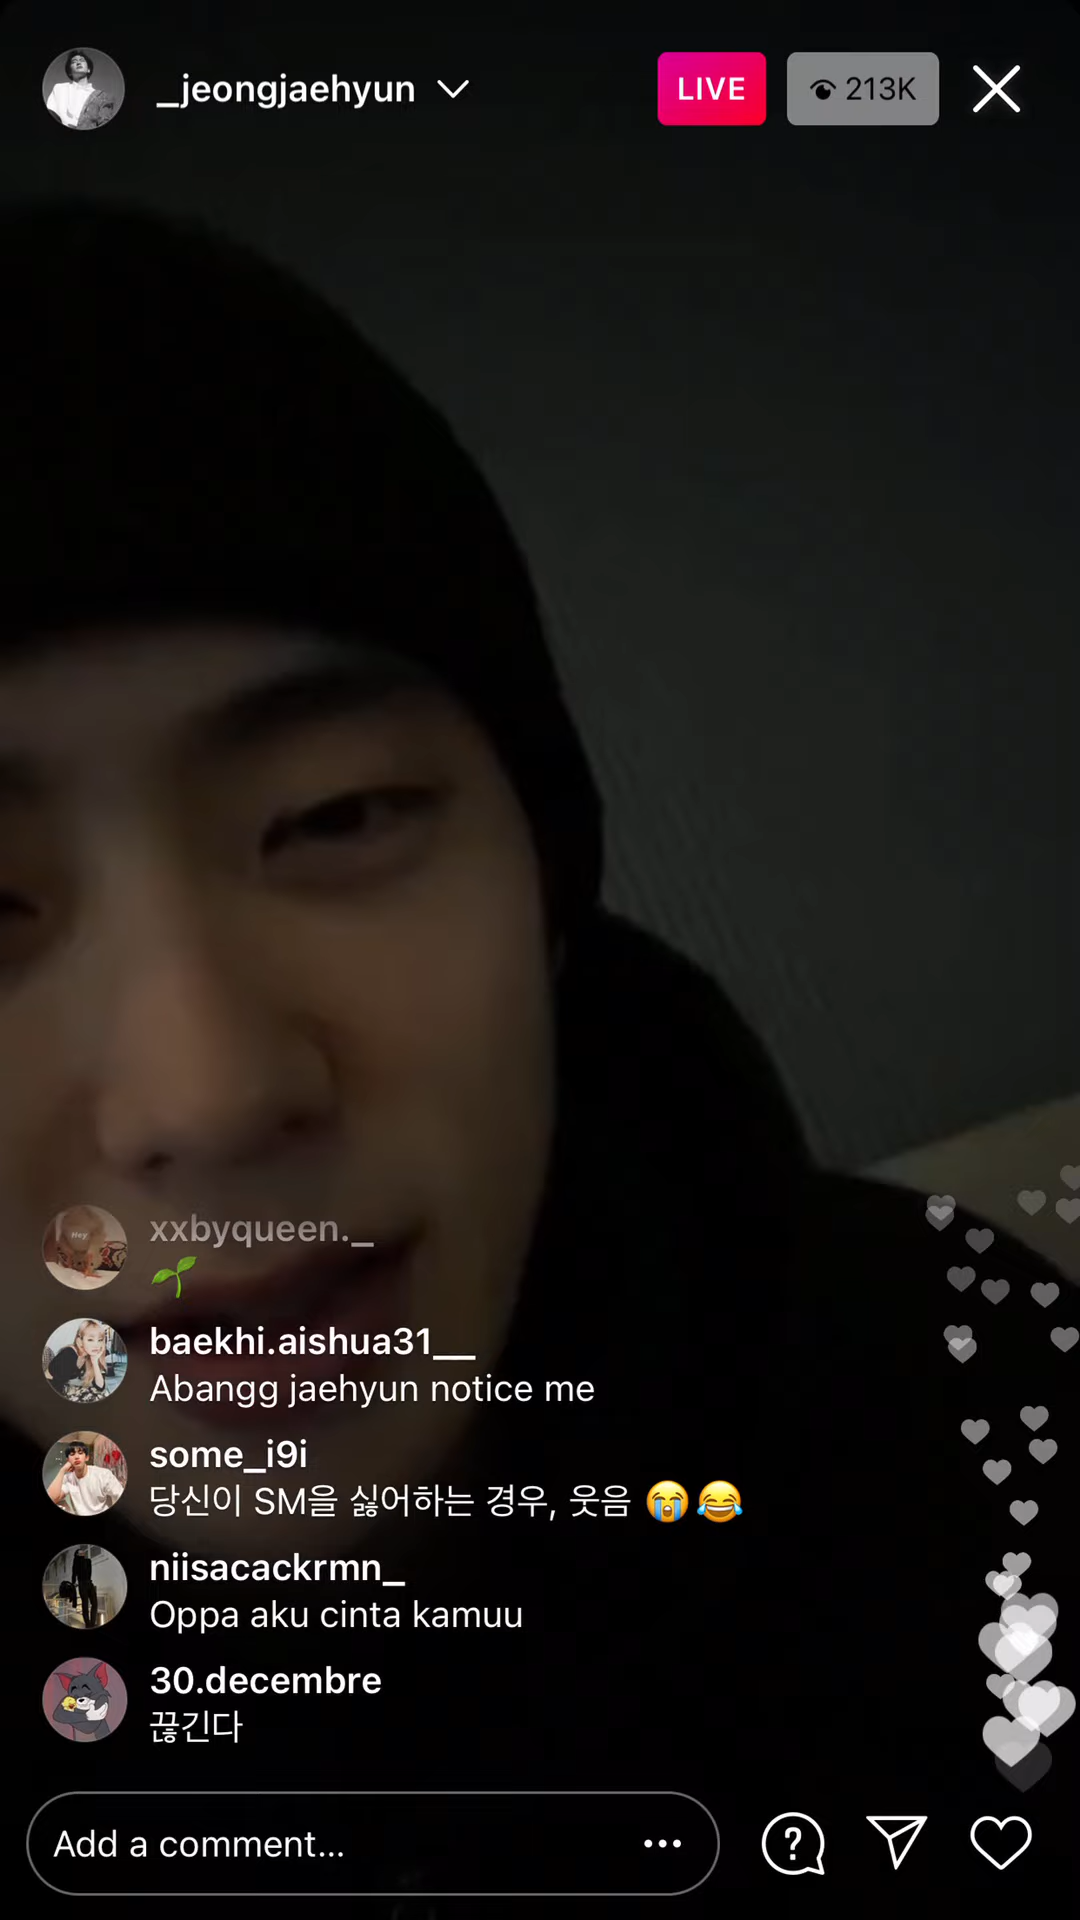 _jeongjaehyun
LIVE
213K
Hey
xxbyqueen._
🌱
baekhi.aishua31__
Abangg jaehyun notice me
some_i9i
당신이 SM을 싫어하는 경우, 웃음 😭😂
niisacackrmn_
Oppa aku cinta kamuu
30.decembre
끊긴다
Add a comment...